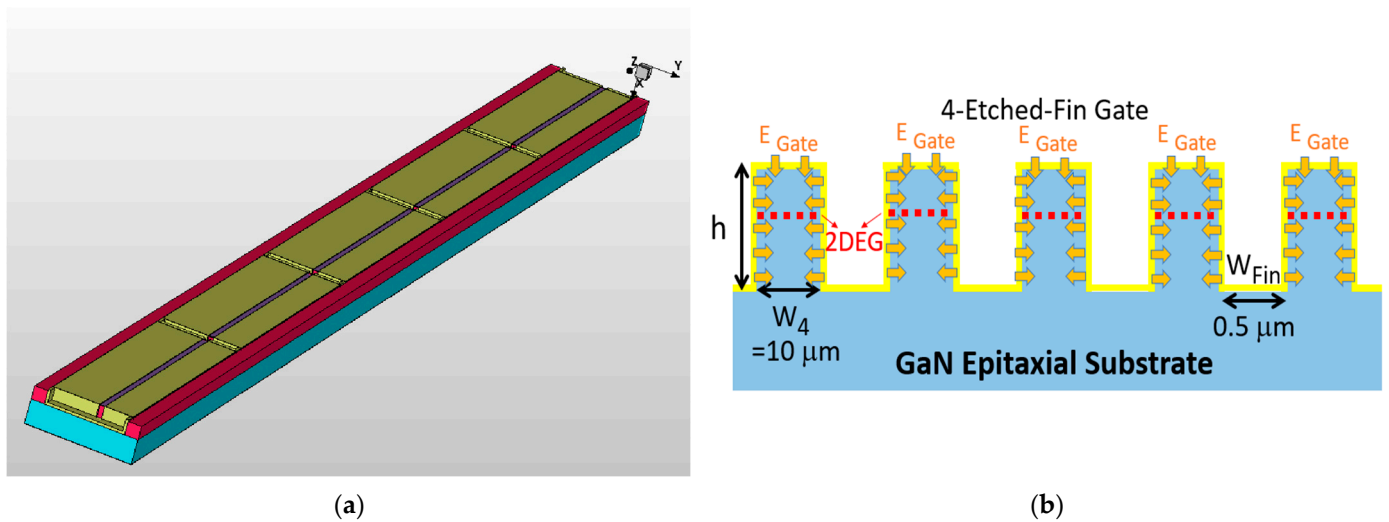 Z
Y
X
4-Etched-Fin Gate
E Gate
E Gate
E Gate
E Gate
E Gate
h
2DEG
W4
=10 μm
WFin
0.5 μm
GaN Epitaxial Substrate
(a)
(b)